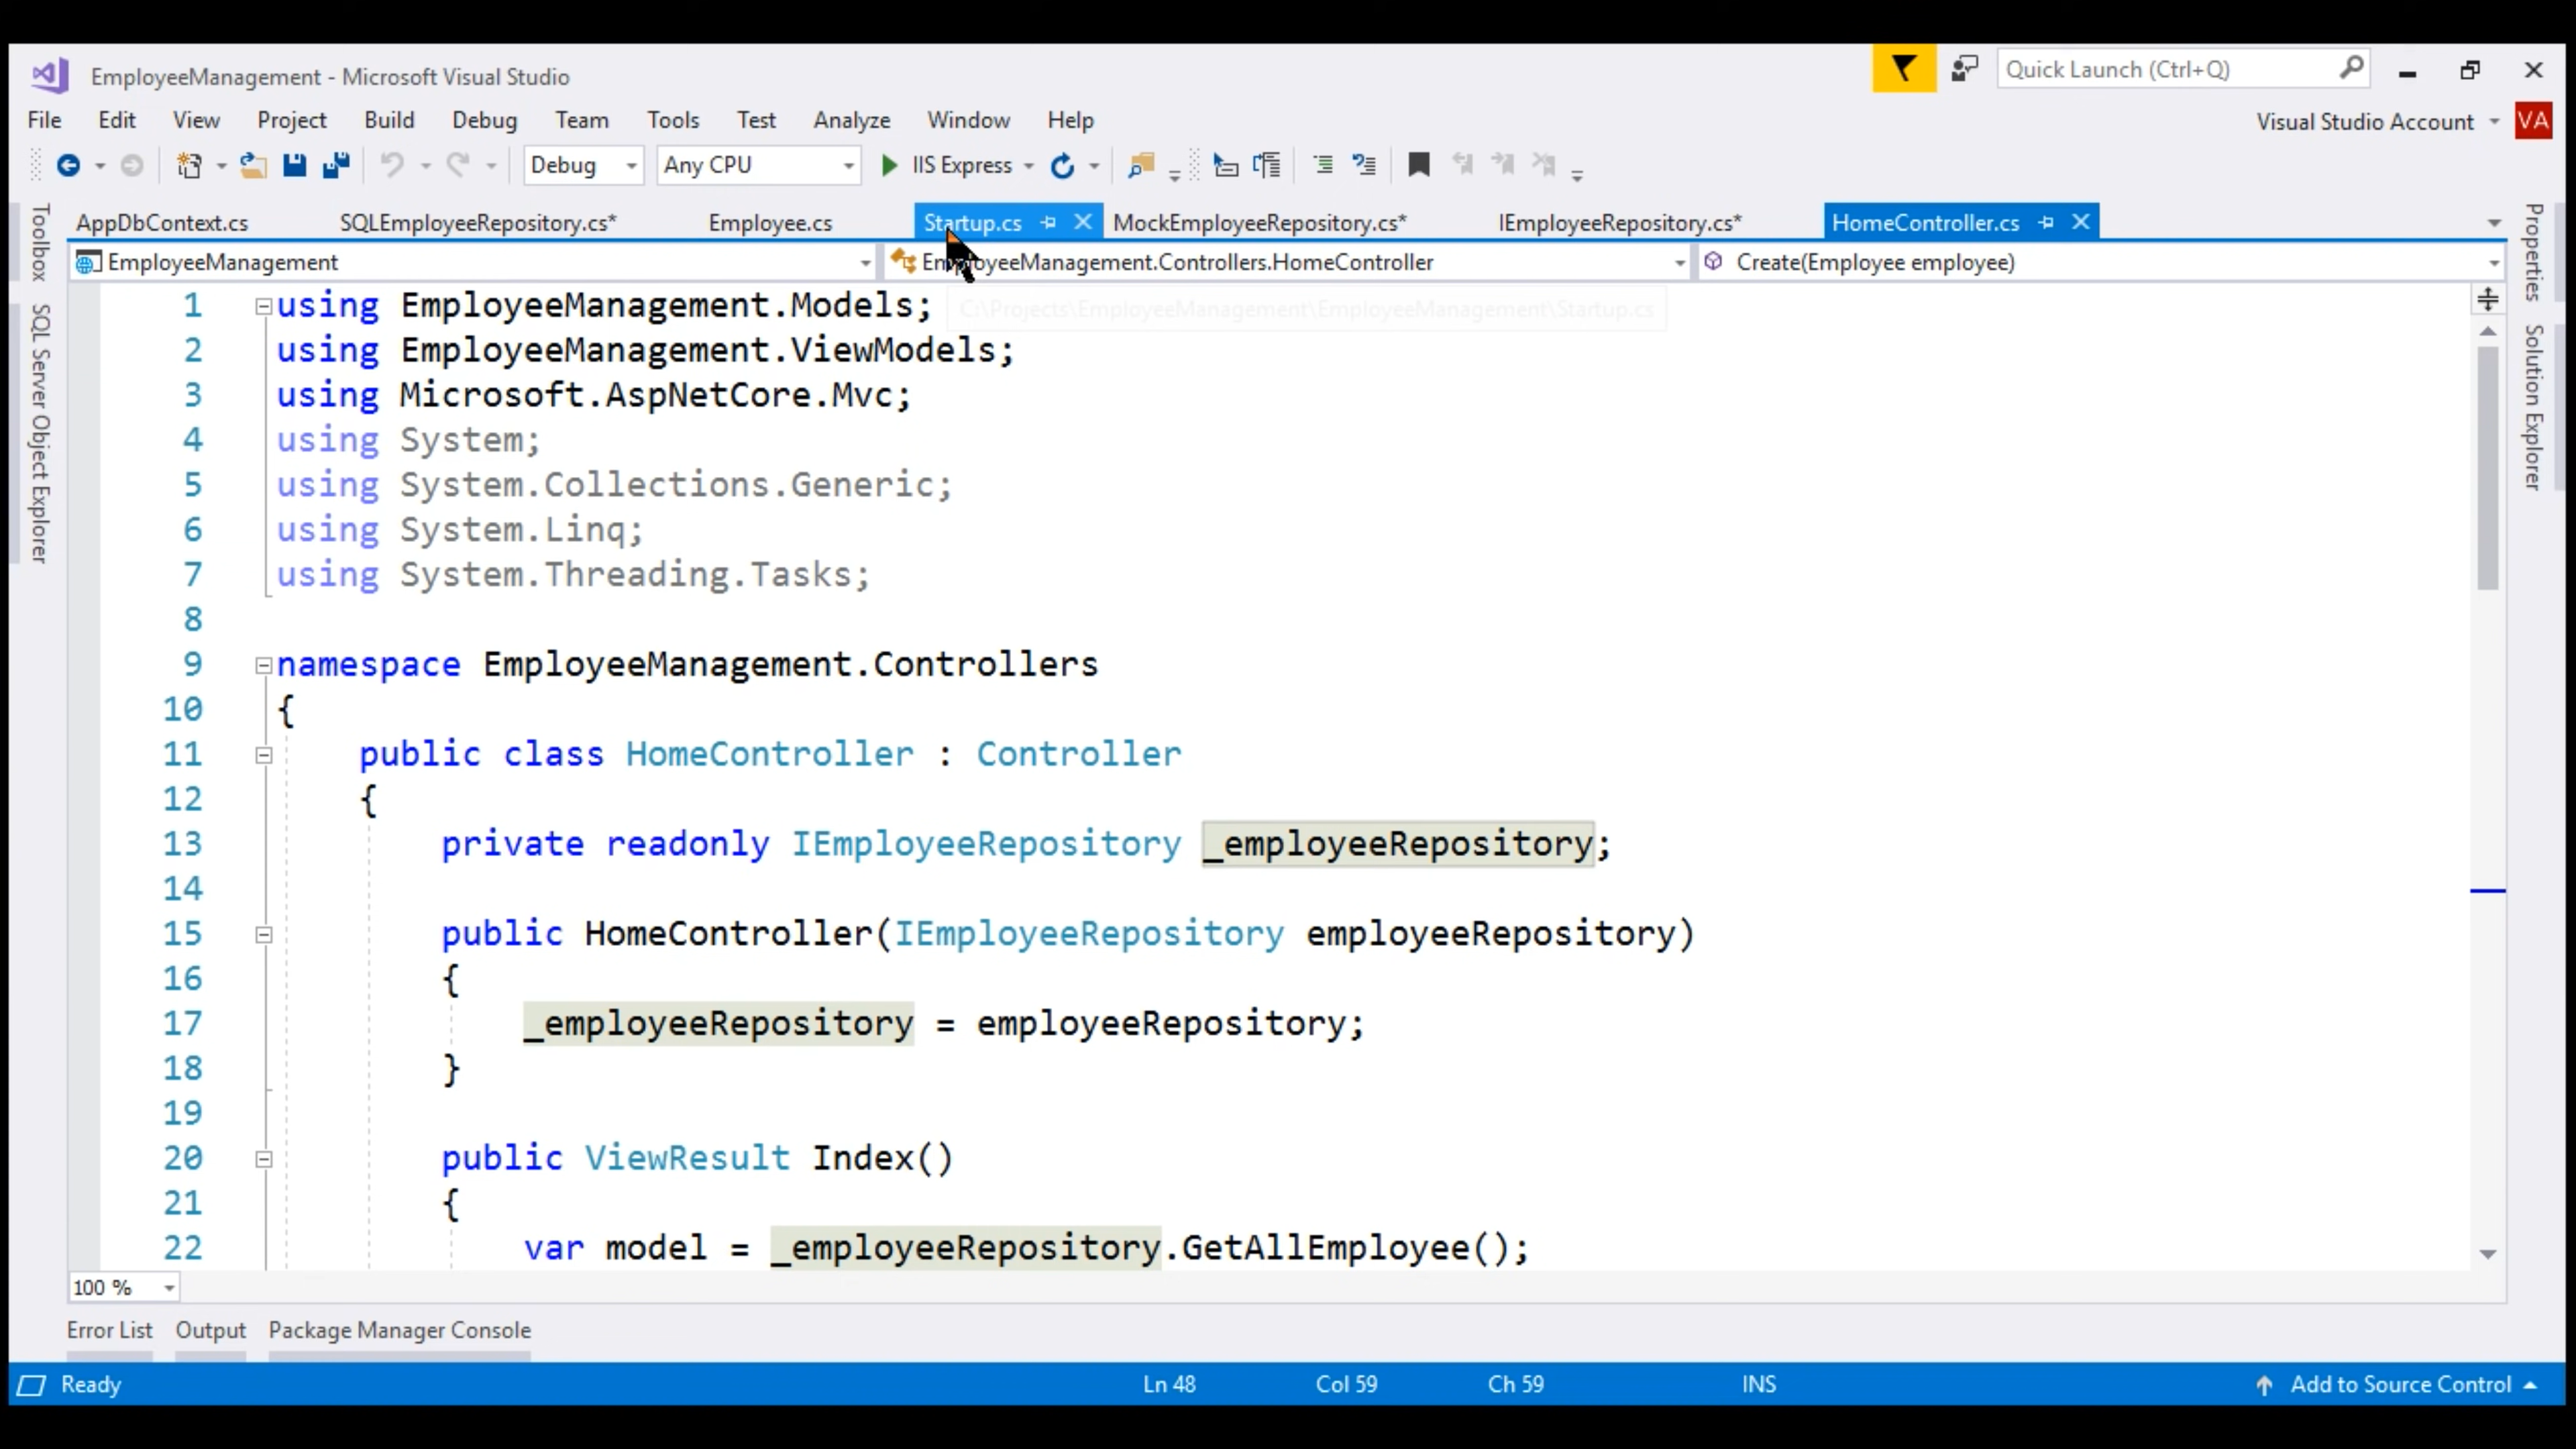 EmployeeManagement - Microsoft Visual Studio
Quick Launch (Ctrl+Q)
File Edit View Project Build Debug Team Tools Test Analyze Window Help
Visual Studio Account VA
Debug Any CPU IIS Express
AppDbContext.cs SQLEmployeeRepository.cs* Employee.cs Startup.cs MockEmployeeRepository.cs* IEmployeeRepository.cs* HomeController.cs
EmployeeManagement EmployeeManagement.Controllers.HomeController Create(Employee employee)
C:\Projects\EmployeeManagement\EmployeeManagement\Startup.cs
Toolbox
SQL Server Object Explorer
1 using EmployeeManagement.Models;
2 using EmployeeManagement.ViewModels;
3 using Microsoft.AspNetCore.Mvc;
4 using System;
5 using System.Collections.Generic;
6 using System.Linq;
7 using System.Threading.Tasks;
8
9 namespace EmployeeManagement.Controllers
10 {
11 public class HomeController : Controller
12 {
13 private readonly IEmployeeRepository _employeeRepository;
14
15 public HomeController(IEmployeeRepository employeeRepository)
16 {
17 _employeeRepository = employeeRepository;
18 }
19
20 public ViewResult Index()
21 {
22 var model = _employeeRepository.GetAllEmployee();
Properties
Solution Explorer
100 %
Error List Output Package Manager Console
Ready Ln 48 Col 59 Ch 59 INS Add to Source Control